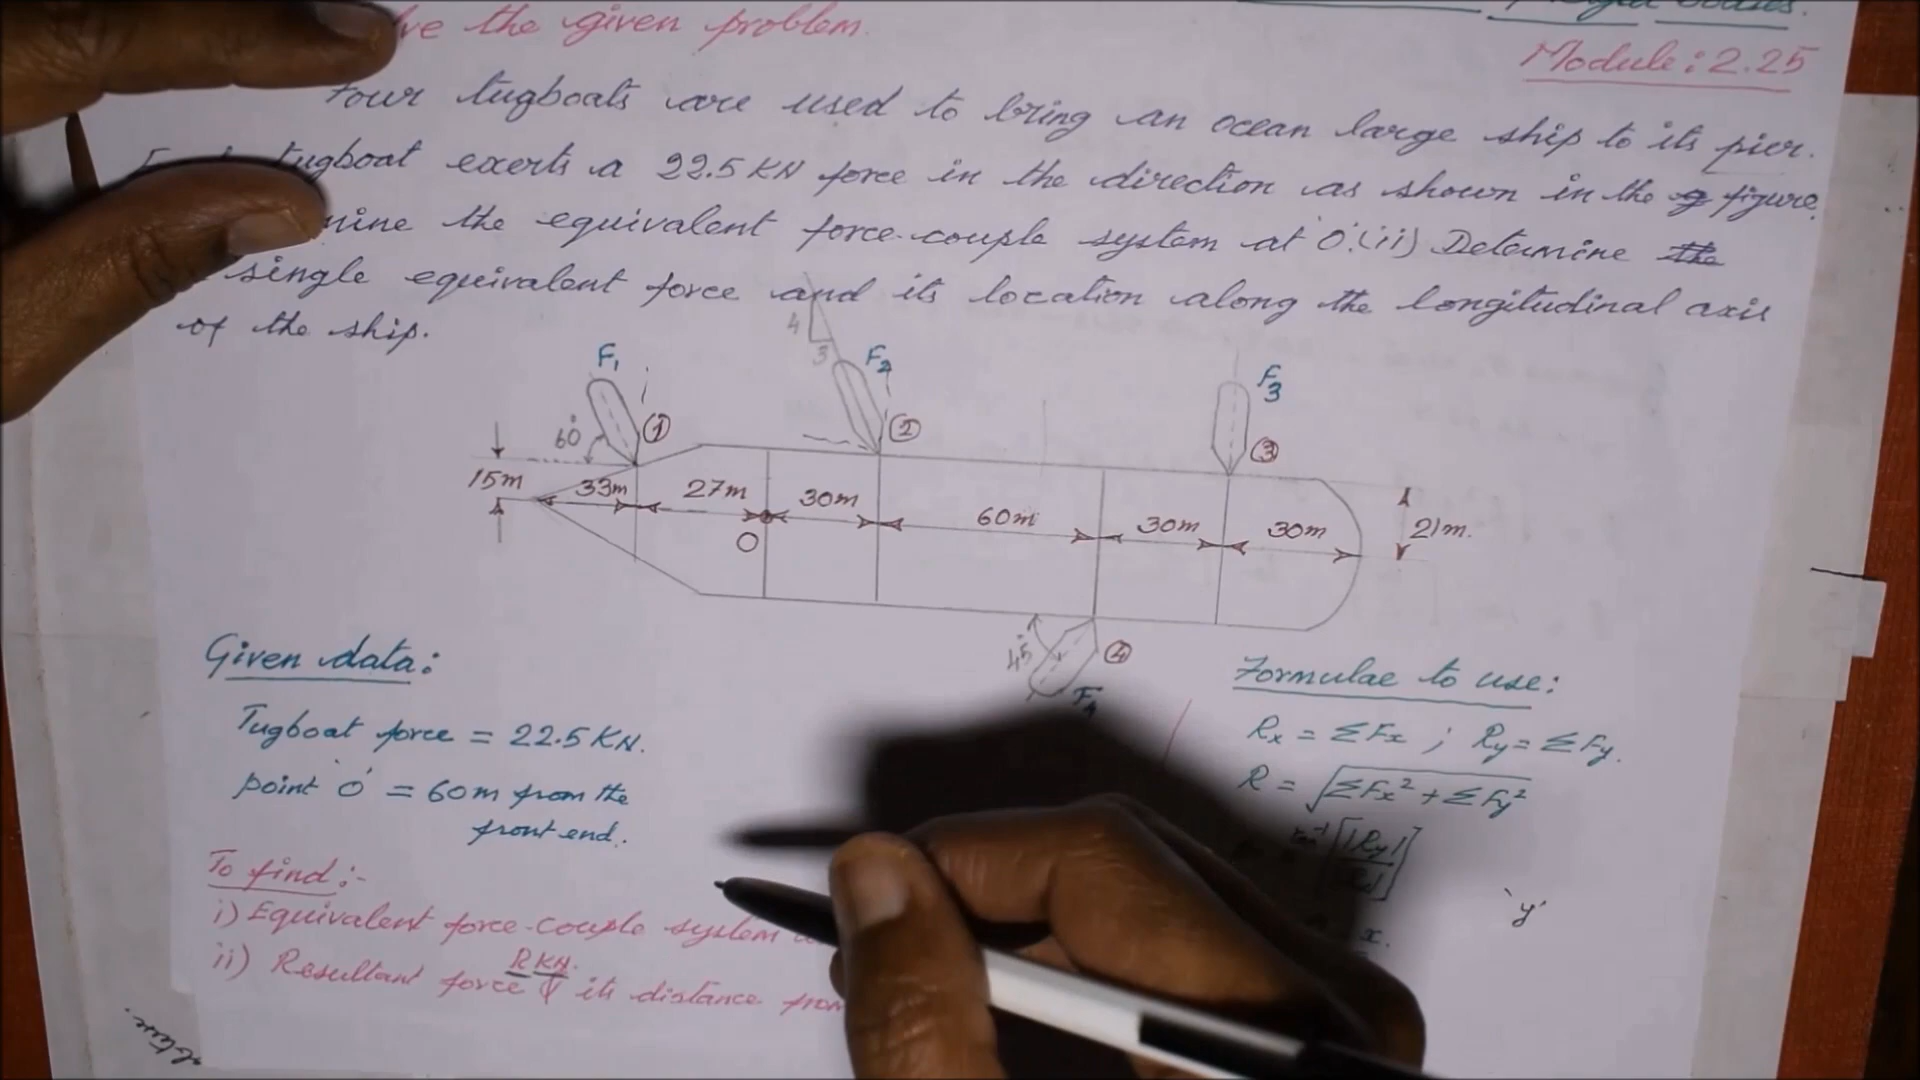 the given problem.
Module: 2.25
Four tugboats are used to bring an ocean large ship to its pier.
tugboat exerts a 22.5 KN force in the direction as shown in the figure.
the equivalent force-couple system at 'O'. (ii) Determine the
single equivalent force and its location along the longitudinal axis
of the ship.
4
3
F1
F2
F3
60°
1
2
3
15m
33m
27m
30m
60m
30m
30m
21m.
O
45°
4
F4
Given data:
Tugboat force = 22.5 KN.
point 'O' = 60m from the
front end.
To find:-
i) Equivalent force-couple system
ii) Resultant force R KN. & its distance from
Formulae to use:
Rx = ΣFx ; Ry = ΣFy.
R = √ΣFx² + ΣFy²
tan⁻¹ [|Ry|
x.
'y'